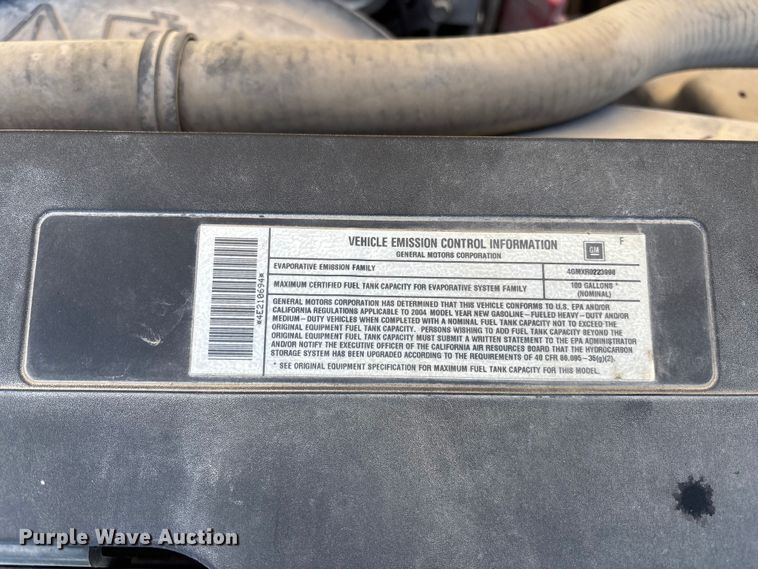 VEHICLE EMISSION CONTROL INFORMATION
GENERAL MOTORS CORPORATION
GM
F
EVAPORATIVE EMISSION FAMILY 4GMXR0223990
MAXIMUM CERTIFIED FUEL TANK CAPACITY FOR EVAPORATIVE SYSTEM FAMILY 100 GALLONS *
(NOMINAL)
GENERAL MOTORS CORPORATION HAS DETERMINED THAT THIS VEHICLE CONFORMS TO U.S. EPA AND/OR
CALIFORNIA REGULATIONS APPLICABLE TO 2004 MODEL YEAR NEW GASOLINE-FUELED HEAVY-DUTY AND/OR
MEDIUM-DUTY VEHICLES WHEN COMPLETED WITH A NOMINAL FUEL TANK CAPACITY NOT TO EXCEED THE
ORIGINAL EQUIPMENT FUEL TANK CAPACITY. PERSONS WISHING TO ADD FUEL TANK CAPACITY BEYOND THE
ORIGINAL EQUIPMENT FUEL TANK CAPACITY MUST SUBMIT A WRITTEN STATEMENT TO THE EPA ADMINISTRATOR
AND/OR NOTIFY THE EXECUTIVE OFFICER OF THE CALIFORNIA AIR RESOURCES BOARD THAT THE HYDROCARBON
STORAGE SYSTEM HAS BEEN UPGRADED ACCORDING TO THE REQUIREMENTS OF 40 CFR 86.095-35(g)(2).
* SEE ORIGINAL EQUIPMENT SPECIFICATION FOR MAXIMUM FUEL TANK CAPACITY FOR THIS MODEL.
*4E210694*
Purple Wave Auction